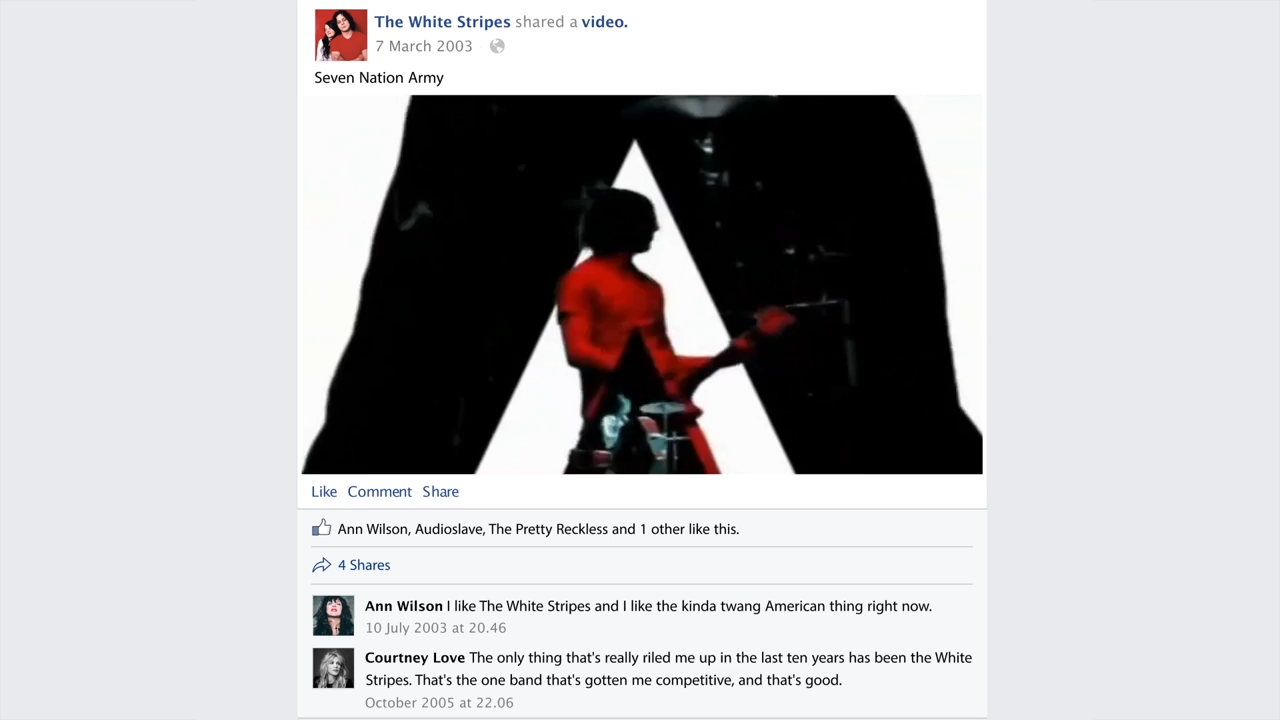 The White Stripes shared a video.
7 March 2003
Seven Nation Army
Like Comment Share
Ann Wilson, Audioslave, The Pretty Reckless and 1 other like this.
4 Shares
Ann Wilson I like The White Stripes and I like the kinda twang American thing right now.
10 July 2003 at 20.46
Courtney Love The only thing that's really riled me up in the last ten years has been the White
Stripes. That's the one band that's gotten me competitive, and that's good.
October 2005 at 22.06